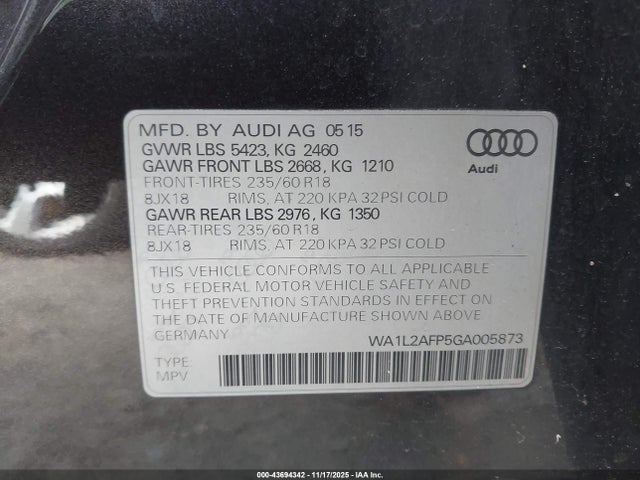 MFD. BY AUDI AG 05 15
GVWR LBS 5423, KG 2460
GAWR FRONT LBS 2668, KG 1210
FRONT-TIRES 235/60 R18
8JX18 RIMS, AT 220 KPA 32 PSI COLD
GAWR REAR LBS 2976, KG 1350
REAR-TIRES 235/60 R18
8JX18 RIMS, AT 220 KPA 32 PSI COLD
Audi
THIS VEHICLE CONFORMS TO ALL APPLICABLE
U.S. FEDERAL MOTOR VEHICLE SAFETY AND
THEFT PREVENTION STANDARDS IN EFFECT ON
THE DATE OF MANUFACTURE SHOWN ABOVE.
GERMANY
WA1L2AFP5GA005873
TYPE:
MPV
000-43694342 - 11/17/2025 - IAA Inc.